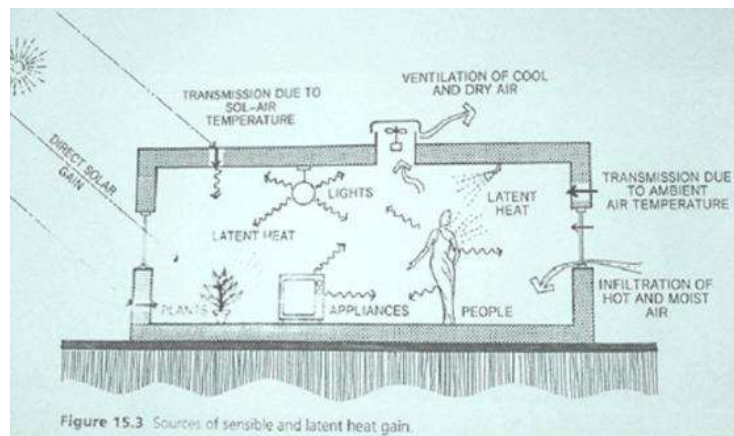 VENTILATION OF COOL
AND DRY AIR
TRANSMISSION DUE TO
SOL-AIR
TEMPERATURE
DIRECT SOLAR
GAIN
LIGHTS
LATENT HEAT
LATENT
HEAT
TRANSMISSION DUE
TO AMBIENT
AIR TEMPERATURE
PLANTS
APPLIANCES
PEOPLE
INFILTRATION OF
HOT AND MOIST
AIR
Figure 15.3 Sources of sensible and latent heat gain.